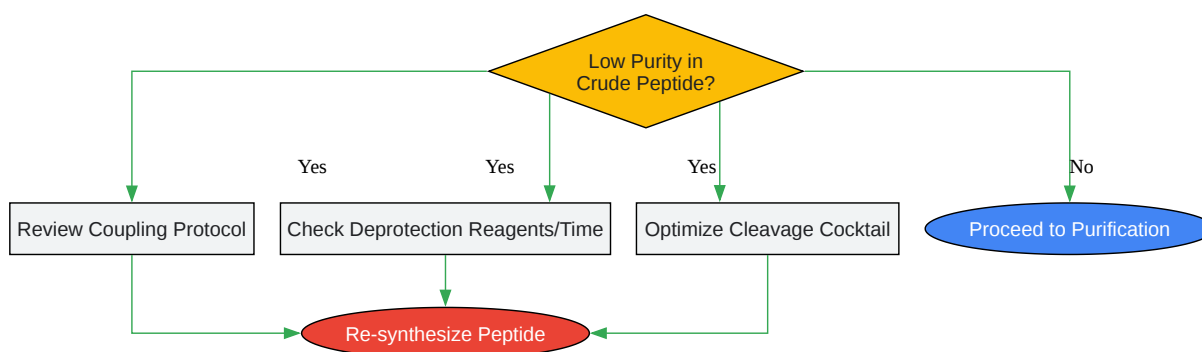 Low Purity in
Crude Peptide?
Yes
Yes
Yes
No
Review Coupling Protocol
Check Deprotection Reagents/Time
Optimize Cleavage Cocktail
Proceed to Purification
Re-synthesize Peptide